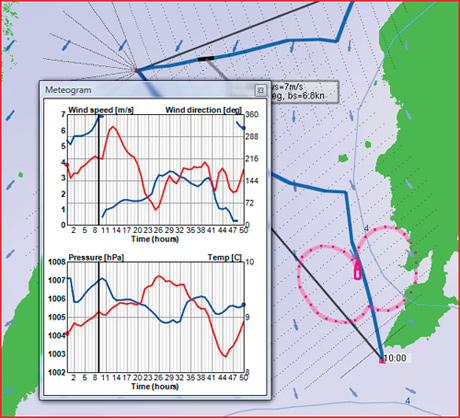 ws=7m/s
eg, bs=6.8kn
Meteogram
Wind speed [m/s] Wind direction [deg]
7 360
6 288
5
4 216
3 144
2
1 72
0 0
2 5 8 11 14 17 20 23 26 29 32 35 38 41 44 47 50
Time (hours)
Pressure [hPa] Temp [C]
1008 10
1007
1006
1005 9
1004
1003
1002 8
2 5 8 11 14 17 20 23 26 29 32 35 38 41 44 47 50
Time (hours)
4
10:00
4